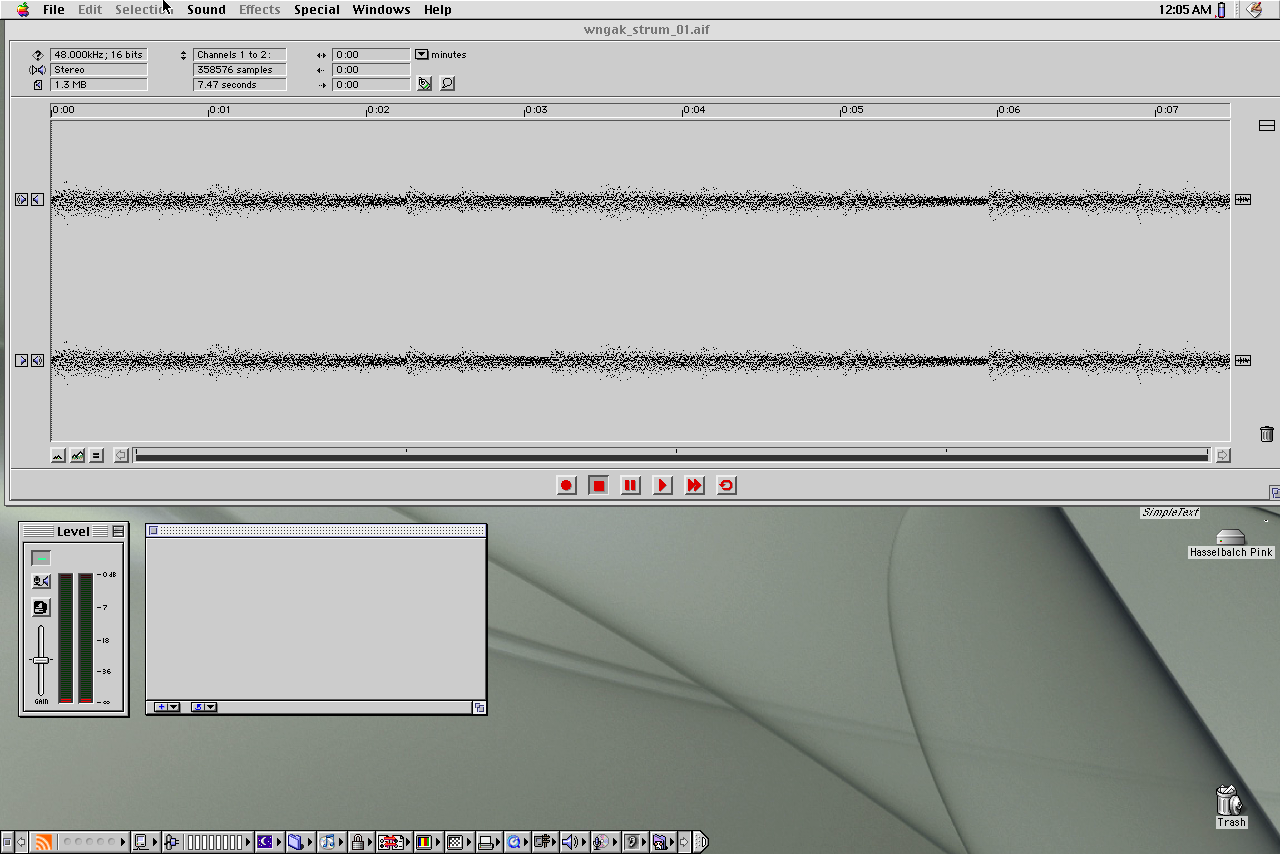 File Edit Selection Sound Effects Special Windows Help 12:05 AM
wngak_strum_01.aif
48.000kHz; 16 bits Channels 1 to 2: 0:00 minutes
Stereo 358576 samples 0:00
1.3 MB 7.47 seconds 0:00
0:00 0:01 0:02 0:03 0:04 0:05 0:06 0:07
SimpleText
Level
Hasselbalch Pink
0 dB
-7
-18
-36
-∞
GAIN
Trash